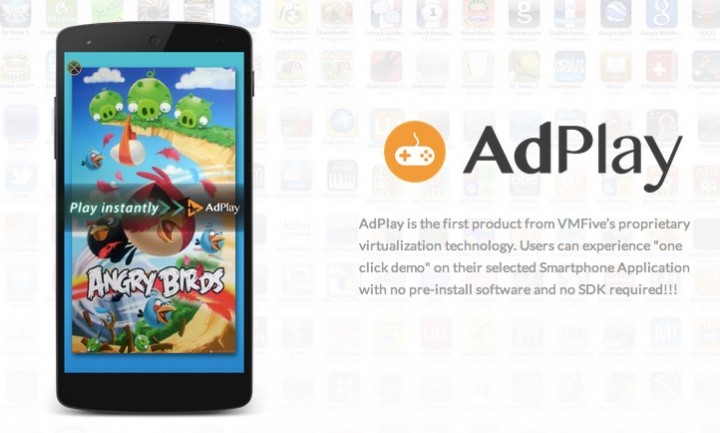 Play instantly AdPlay
ANGRY BIRDS
AdPlay
AdPlay is the first product from VMFive's proprietary
virtualization technology. Users can experience "one
click demo" on their selected Smartphone Application
with no pre-install software and no SDK required!!!